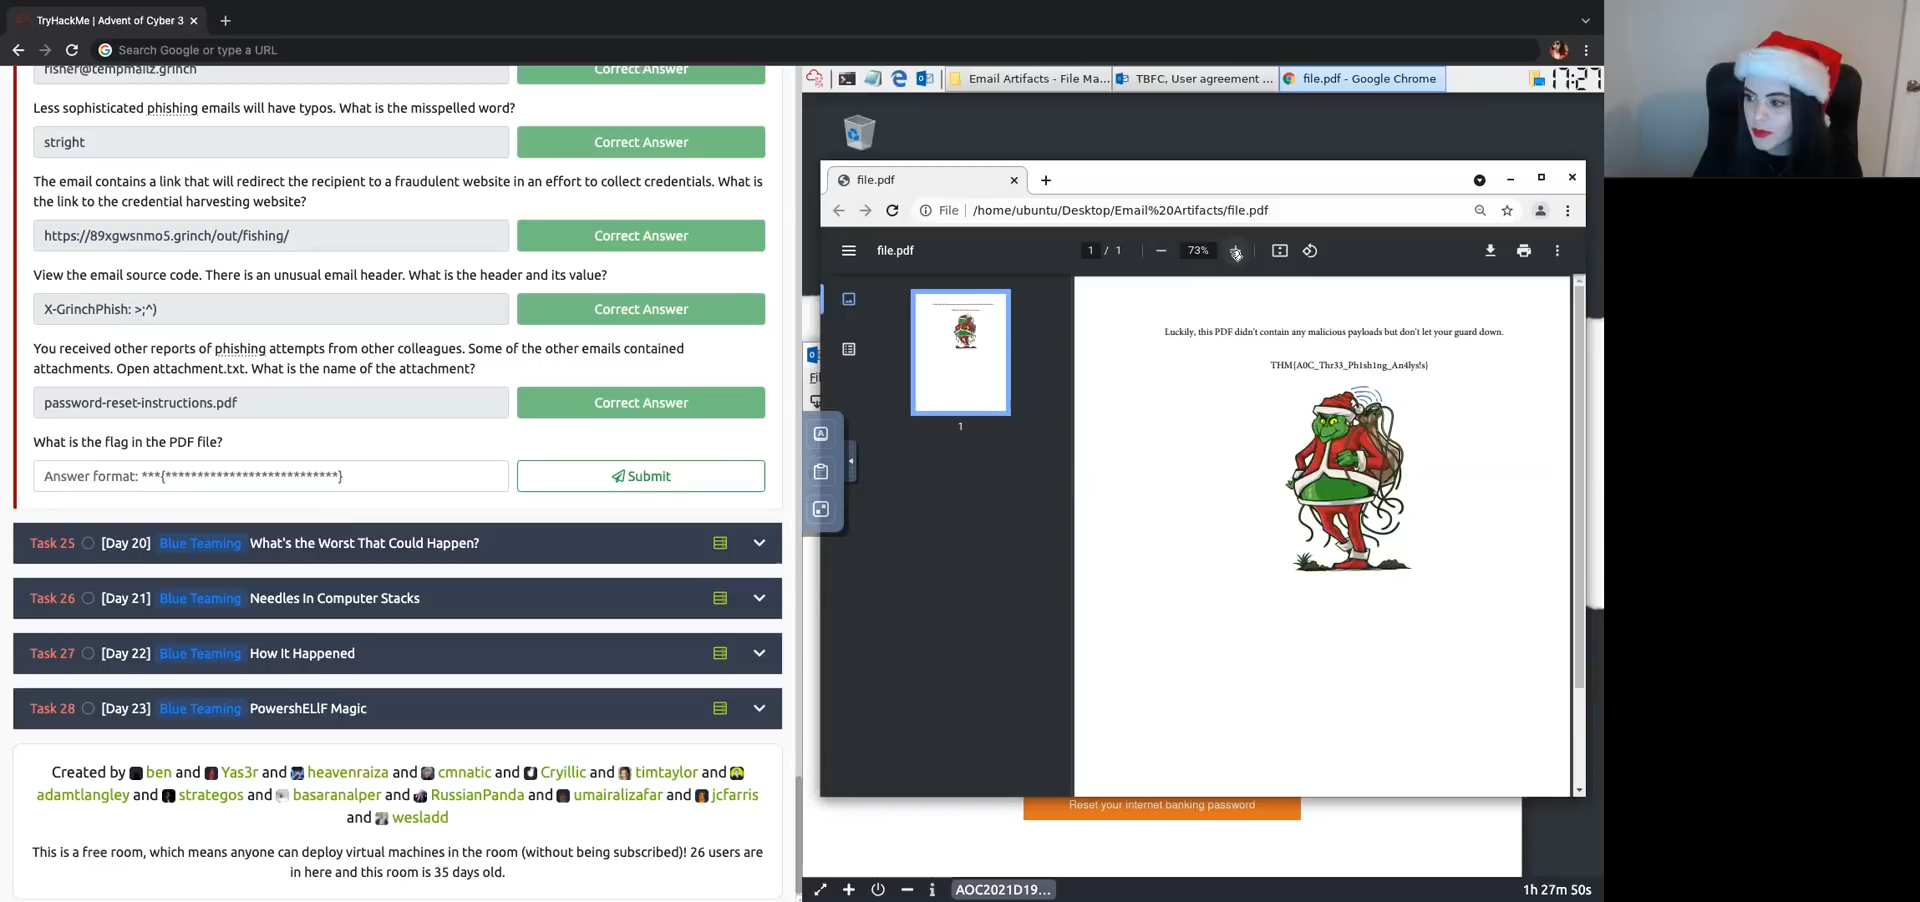 TryHackMe | Advent of Cyber 3
Search Google or type a URL
fisher@tempmailz.grinch
Correct Answer
Less sophisticated phishing emails will have typos. What is the misspelled word?
stright
Correct Answer
The email contains a link that will redirect the recipient to a fraudulent website in an effort to collect credentials. What is
the link to the credential harvesting website?
https://89xgwsnmo5.grinch/out/fishing/
Correct Answer
View the email source code. There is an unusual email header. What is the header and its value?
X-GrinchPhish: >;^)
Correct Answer
You received other reports of phishing attempts from other colleagues. Some of the other emails contained
attachments. Open attachment.txt. What is the name of the attachment?
password-reset-instructions.pdf
Correct Answer
What is the flag in the PDF file?
Answer format: ***{***************************}
Submit
Task 25 [Day 20] Blue Teaming What's the Worst That Could Happen?
Task 26 [Day 21] Blue Teaming Needles In Computer Stacks
Task 27 [Day 22] Blue Teaming How It Happened
Task 28 [Day 23] Blue Teaming PowershELlF Magic
Created by ben and Yas3r and heavenraiza and cmnatic and Cryillic and timtaylor and
adamtlangley and strategos and basaranalper and RussianPanda and umairalizafar and jcfarris
and wesladd
This is a free room, which means anyone can deploy virtual machines in the room (without being subscribed)! 26 users are
in here and this room is 35 days old.
Email Artifacts - File Ma...
TBFC, User agreement ...
file.pdf - Google Chrome
17:27
file.pdf
File | /home/ubuntu/Desktop/Email%20Artifacts/file.pdf
file.pdf
1 / 1
73%
1
Luckily, this PDF didn't contain any malicious payloads but don't let your guard down.
THM{A0C_Thr33_Ph1sh1ng_An4lys!s}
Reset your internet banking password
AOC2021D19...
1h 27m 50s